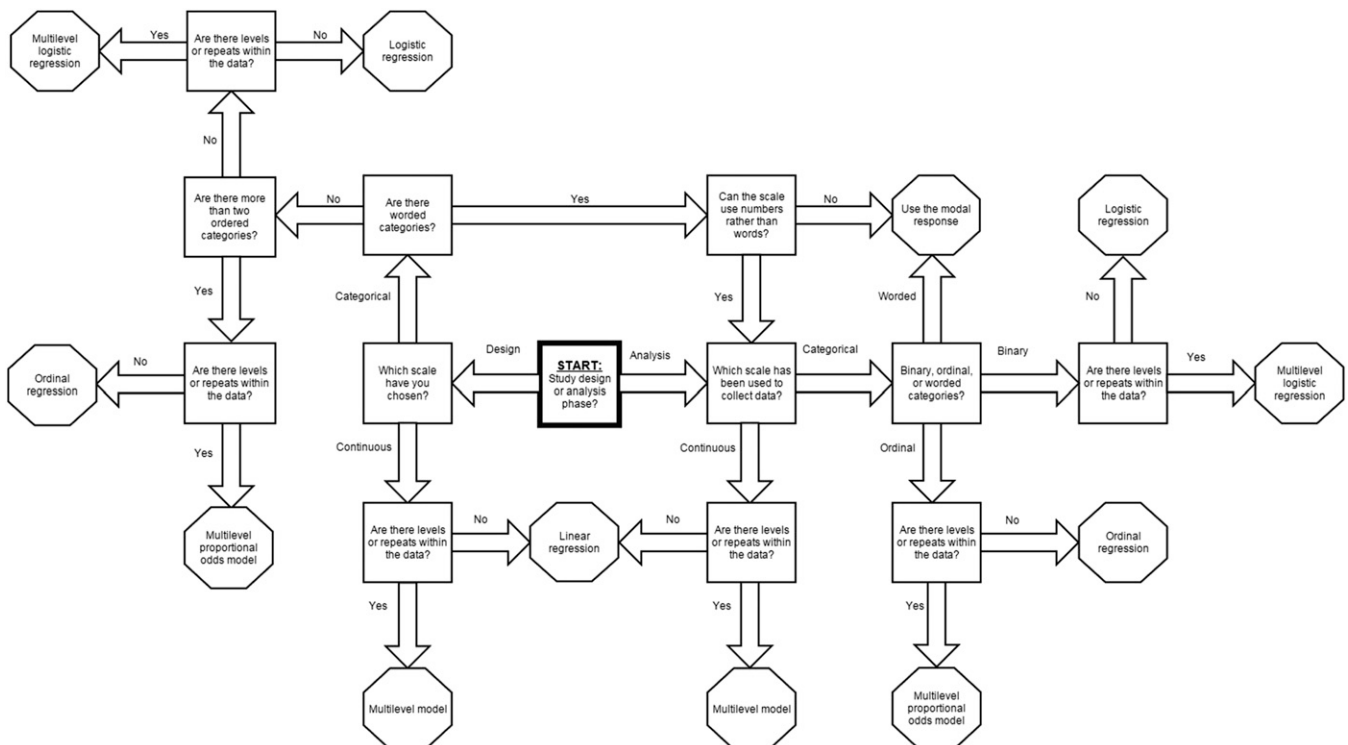 Multilevel
logistic
regression
Yes
Are there levels
or repeats within
the data?
No
Logistic
regression
No
Are there more
than two
ordered
categories?
No
Are there
worded
categories?
Yes
Can the scale
use numbers
rather than
words?
No
Use the modal
response
Logistic
regression
Yes
Categorical
Yes
Worded
No
Ordinal
regression
No
Are there levels
or repeats within
the data?
Which scale
have you
chosen?
Design
START:
Study design
or analysis
phase?
Analysis
Which scale has
been used to
collect data?
Categorical
Binary, ordinal,
or worded
categories?
Binary
Are there levels
or repeats within
the data?
Yes
Multilevel
logistic
regression
Yes
Continuous
Continuous
Ordinal
Multilevel
proportional
odds model
Are there levels
or repeats within
the data?
No
Linear
regression
No
Are there levels
or repeats within
the data?
Are there levels
or repeats within
the data?
No
Ordinal
regression
Yes
Yes
Yes
Multilevel model
Multilevel model
Multilevel
proportional
odds model